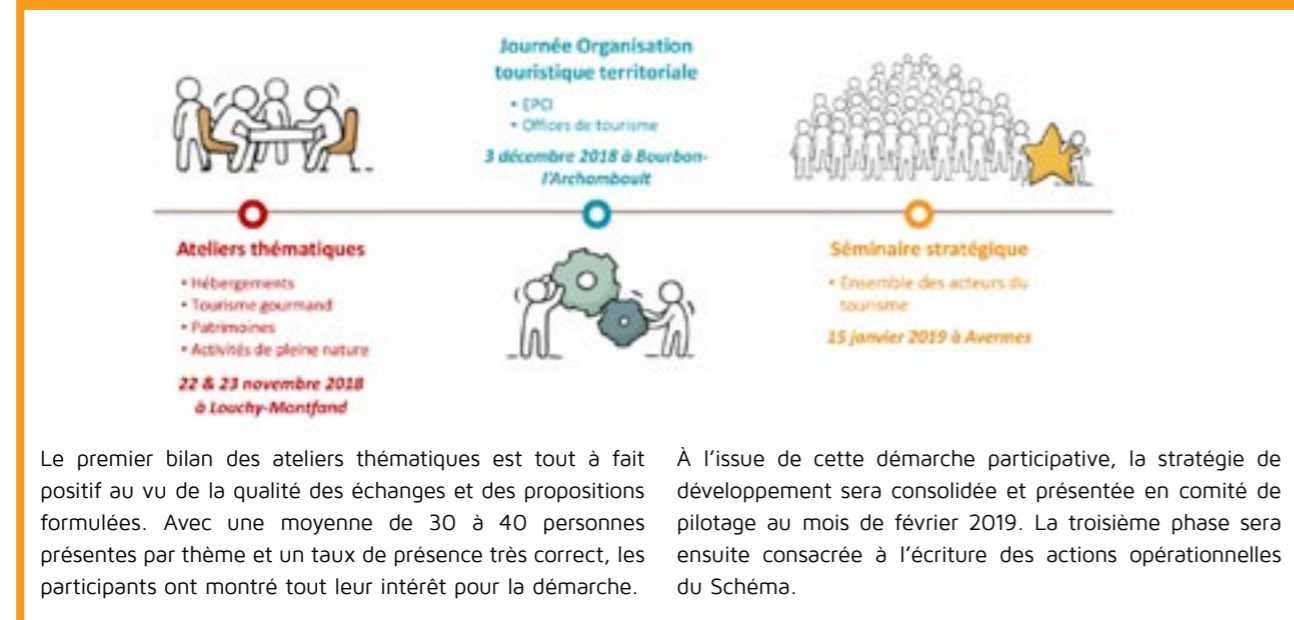 Journée Organisation
touristique territoriale
• EPCI
• Offices de tourisme
3 décembre 2018 à Bourbon-
l'Archambault
Ateliers thématiques
• Hébergements
• Tourisme gourmand
• Patrimoines
• Activités de pleine nature
22 & 23 novembre 2018
à Louchy-Montfand
Séminaire stratégique
• Ensemble des acteurs du
tourisme
15 janvier 2019 à Avermes
Le premier bilan des ateliers thématiques est tout à fait
positif au vu de la qualité des échanges et des propositions
formulées. Avec une moyenne de 30 à 40 personnes
présentes par thème et un taux de présence très correct, les
participants ont montré tout leur intérêt pour la démarche.
À l'issue de cette démarche participative, la stratégie de
développement sera consolidée et présentée en comité de
pilotage au mois de février 2019. La troisième phase sera
ensuite consacrée à l'écriture des actions opérationnelles
du Schéma.